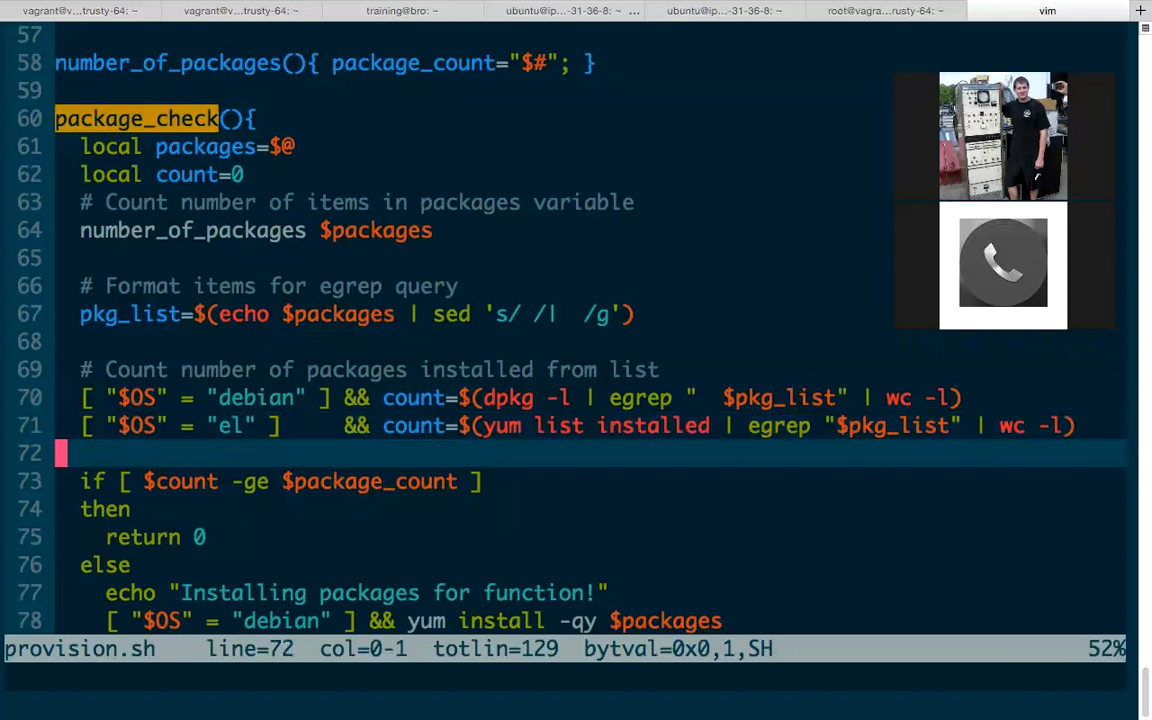 vagrant@v...trusty-64: ~
vagrant@v...trusty-64: ~
training@bro: ~
ubuntu@ip...-31-36-8: ~ ...
ubuntu@ip...-31-36-8: ~
root@vagra...rusty-64: ~
vim
57
58 number_of_packages(){ package_count="$#"; }
59
60 package_check(){
61 local packages=$@
62 local count=0
63 # Count number of items in packages variable
64 number_of_packages $packages
65
66 # Format items for egrep query
67 pkg_list=$(echo $packages | sed 's/ /|  /g')
68
69 # Count number of packages installed from list
70 [ "$OS" = "debian" ] && count=$(dpkg -l | egrep "  $pkg_list" | wc -l)
71 [ "$OS" = "el" ]     && count=$(yum list installed | egrep "$pkg_list" | wc -l)
72
73 if [ $count -ge $package_count ]
74 then
75 return 0
76 else
77 echo "Installing packages for function!"
78 [ "$OS" = "debian" ] && yum install -qy $packages
provision.sh line=72 col=0-1 totlin=129 bytval=0x0,1,SH 52%